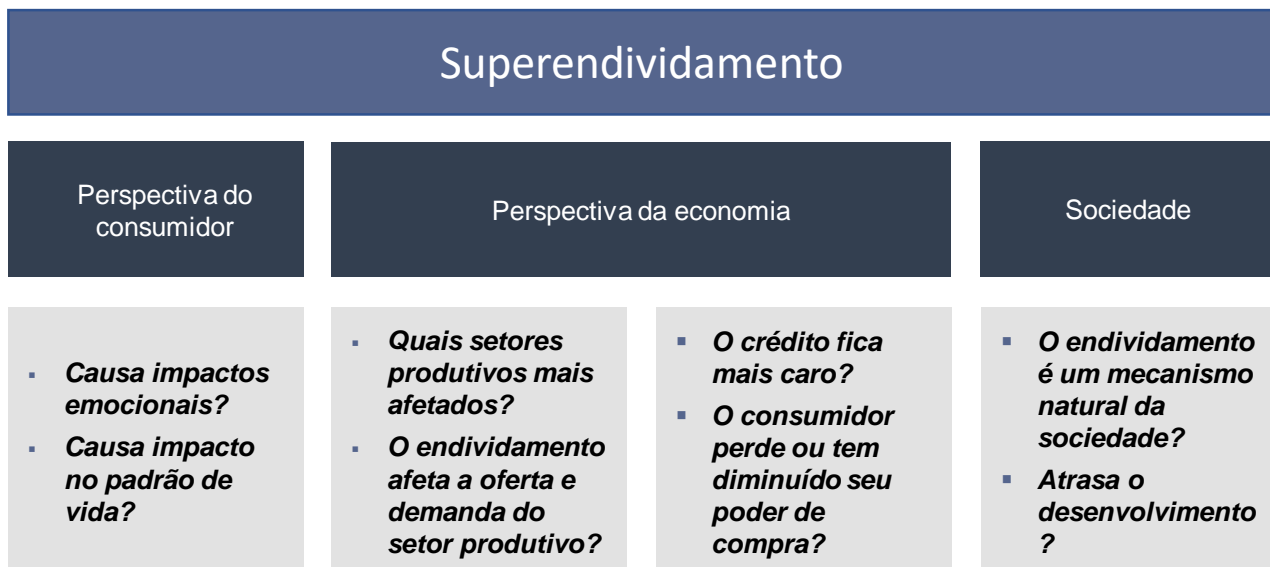 Superendividamento
Perspectiva do
consumidor
Perspectiva da economia
Sociedade
▪ Causa impactos
emocionais?
▪ Causa impacto
no padrão de
vida?
▪ Quais setores
produtivos mais
afetados?
▪ O endividamento
afeta a oferta e
demanda do
setor produtivo?
▪ O crédito fica
mais caro?
▪ O consumidor
perde ou tem
diminuído seu
poder de
compra?
▪ O endividamento
é um mecanismo
natural da
sociedade?
▪ Atrasa o
desenvolvimento
?